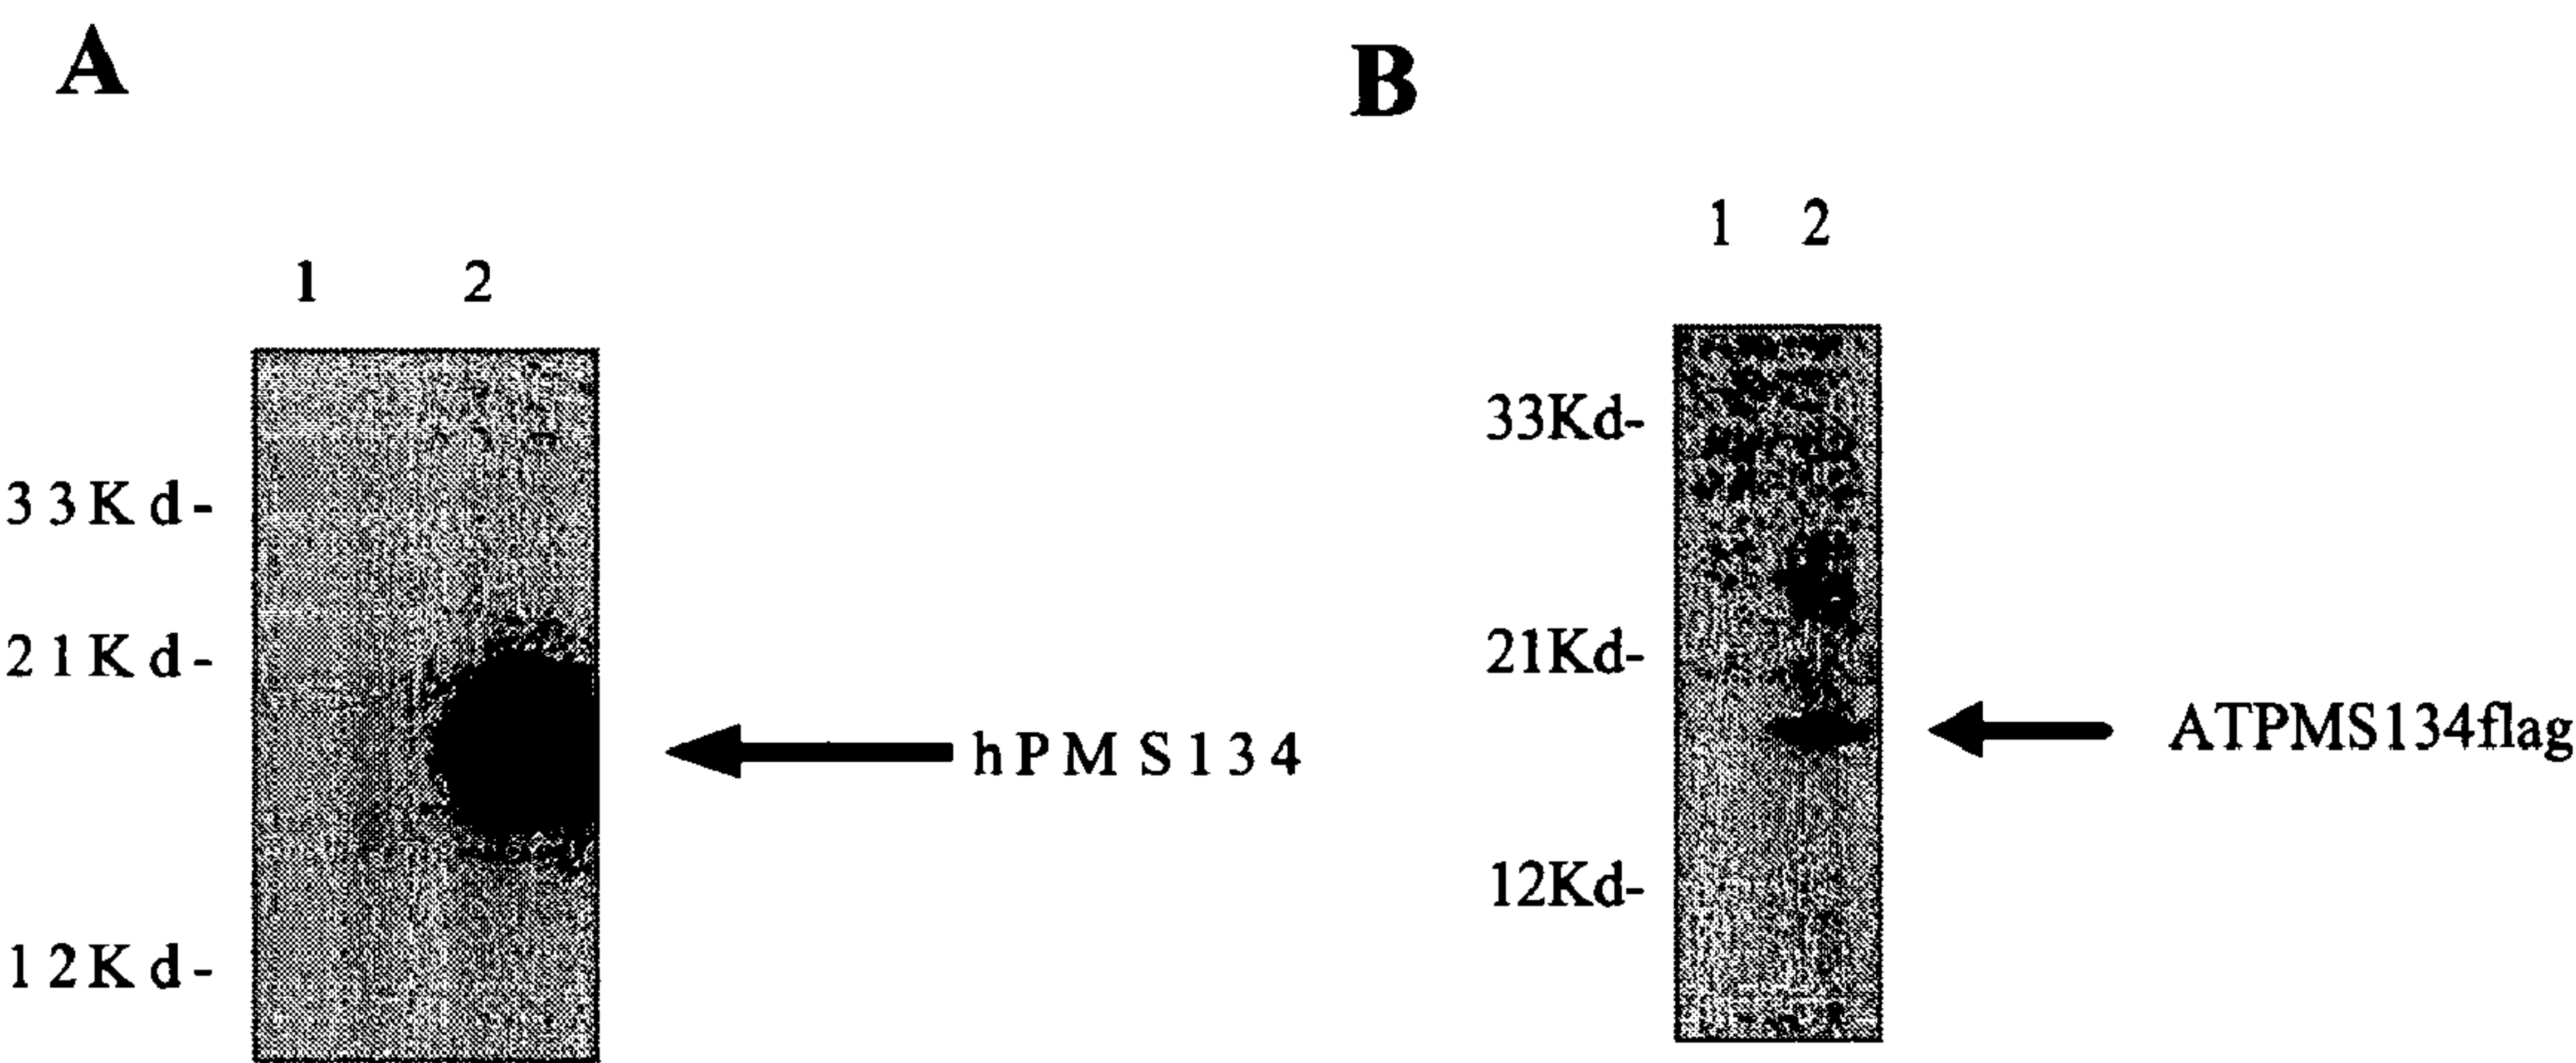 A
1 2
33Kd-
21Kd-
hPMS134
12Kd-
B
1 2
33Kd-
21Kd-
ATPMS134flag
12Kd-